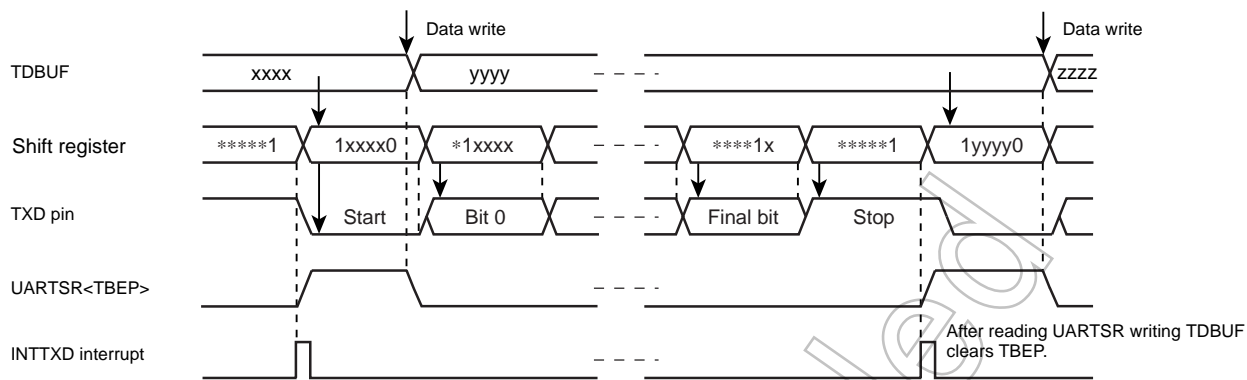 Data write
Data write
TDBUF
xxxx
yyyy
zzzz
Shift register
*****1
1xxxx0
*1xxxx
****1x
*****1
1yyyy0
TXD pin
Start
Bit 0
Final bit
Stop
UARTSR<TBEP>
After reading UARTSR writing TDBUF
clears TBEP.
INTTXD interrupt